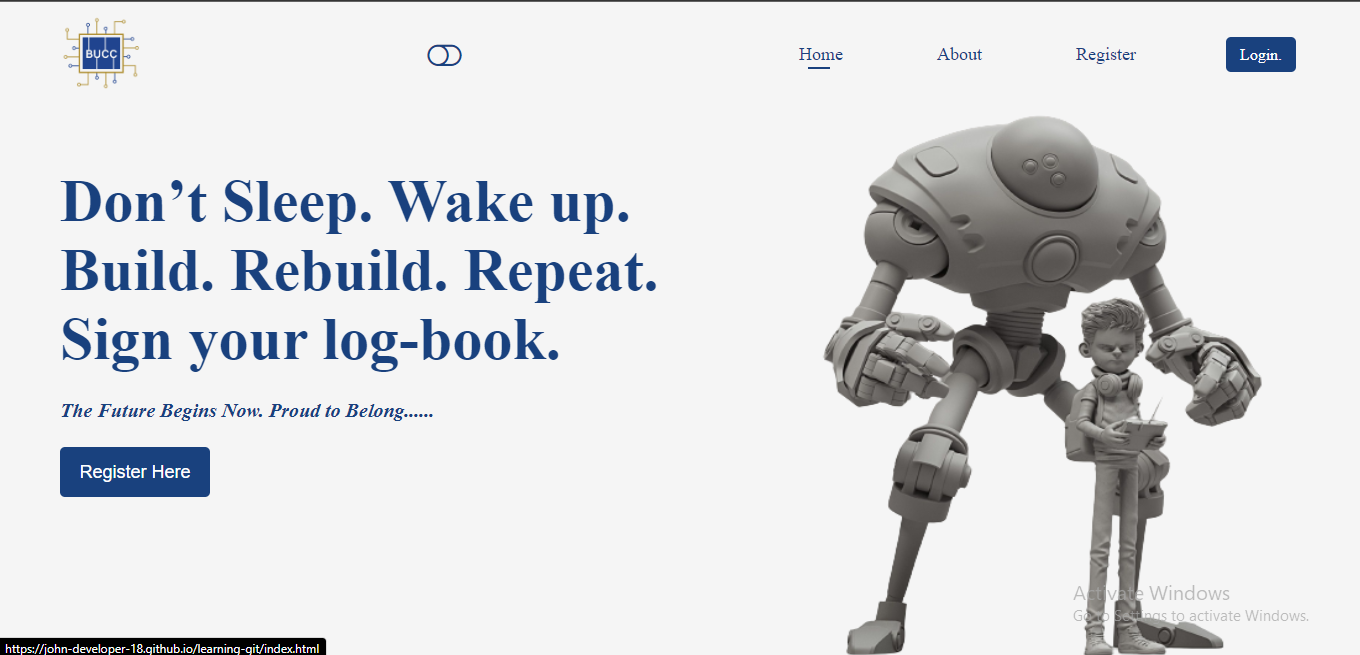 BUCC
Home
About
Register
Login.
Don’t Sleep. Wake up.
Build. Rebuild. Repeat.
Sign your log-book.
The Future Begins Now. Proud to Belong......
Register Here
Activate Windows
Go to Settings to activate Windows.
https://john-developer-18.github.io/learning-git/index.html